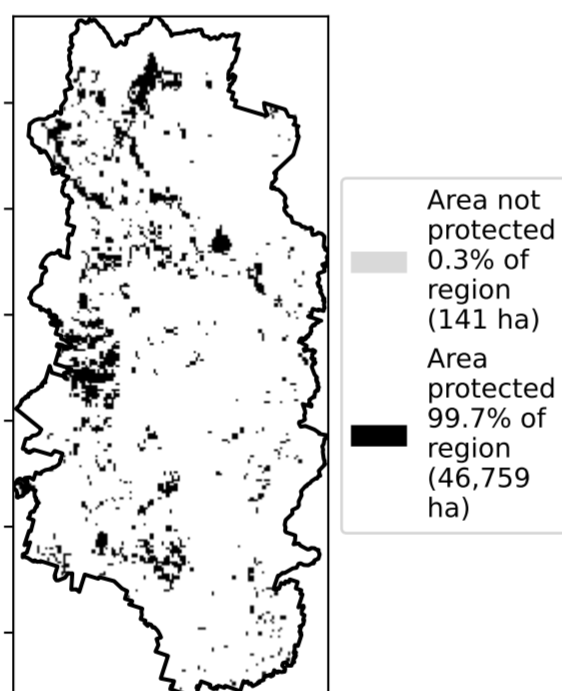 Area not
protected
0.3% of
region
(141 ha)
Area
protected
99.7% of
region
(46,759
ha)